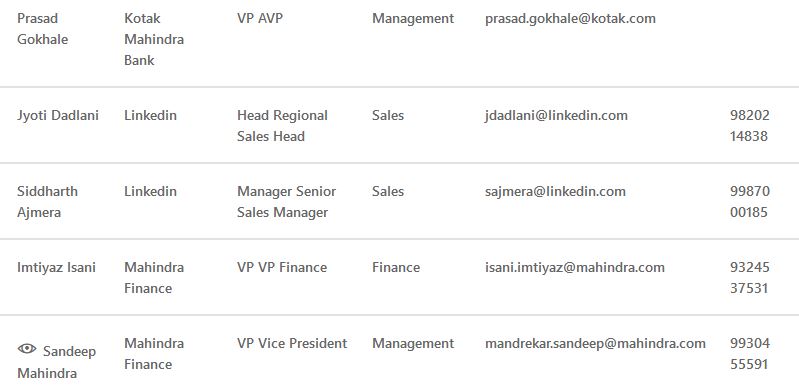 Prasad Kotak VP AVP Management prasad.gokhale@kotak.com
Gokhale Mahindra
Bank
Jyoti Dadlani Linkedin Head Regional Sales jdadlani@linkedin.com 98202
Sales Head 14838
Siddharth Linkedin Manager Senior Sales sajmera@linkedin.com 99870
Ajmera Sales Manager 00185
Imtiyaz Isani Mahindra VP VP Finance Finance isani.imtiyaz@mahindra.com 93245
Finance 37531
Sandeep Mahindra VP Vice President Management mandrekar.sandeep@mahindra.com 99304
Mahindra Finance 55591